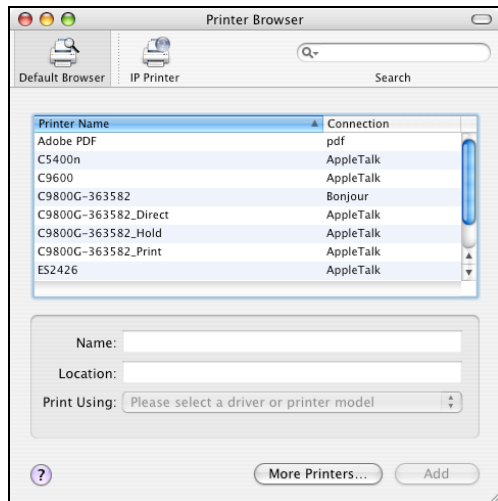 Printer Browser
Default Browser IP Printer Search
Printer Name Connection
Adobe PDF pdf
C5400n AppleTalk
C9600 AppleTalk
C9800G-363582 Bonjour
C9800G-363582_Direct AppleTalk
C9800G-363582_Hold AppleTalk
C9800G-363582_Print AppleTalk
ES2426 AppleTalk
Name:
Location:
Print Using: Please select a driver or printer model
? More Printers... Add